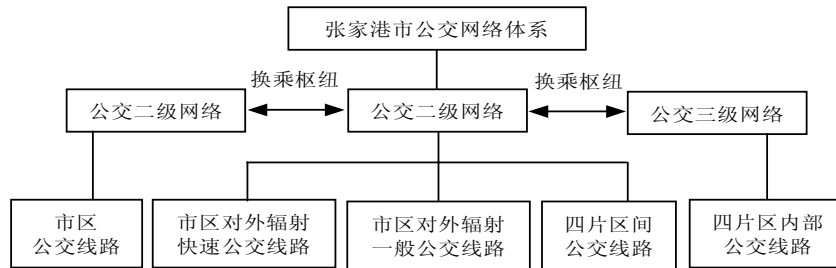 张家港市公交网络体系
换乘枢纽
换乘枢纽
公交二级网络
公交二级网络
公交三级网络
市区
公交线路
市区对外辐射
快速公交线路
市区对外辐射
一般公交线路
四片区间
公交线路
四片区内部
公交线路